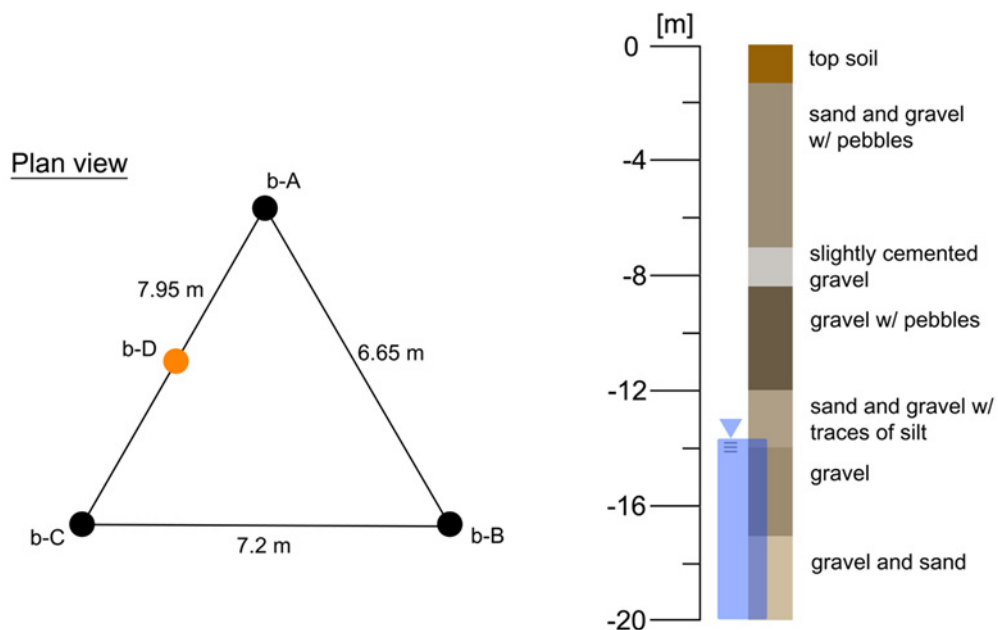 Plan view
b-A
7.95 m
b-D
6.65 m
b-C
7.2 m
b-B
[m]
0
-4
-8
-12
-16
-20
top soil
sand and gravel
w/ pebbles
slightly cemented
gravel
gravel w/ pebbles
sand and gravel w/
traces of silt
gravel
gravel and sand